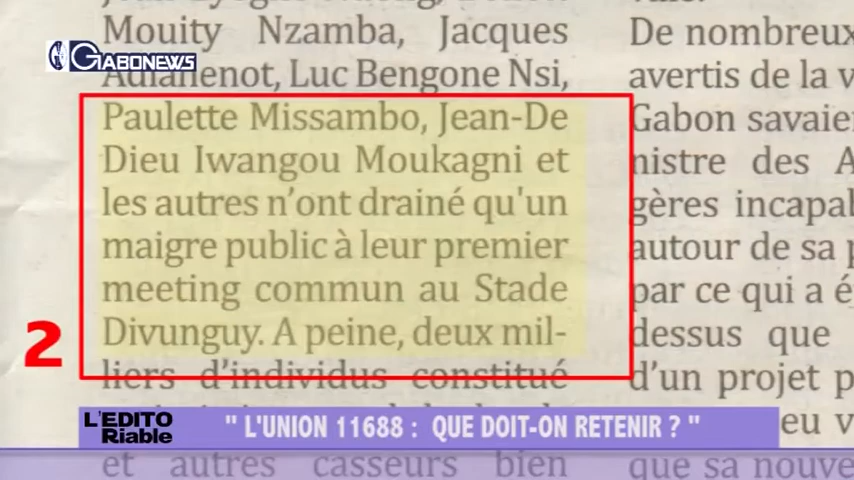 GABONEWS
Mouity Nzamba, Jacques
Adiahenot, Luc Bengone Nsi,
Paulette Missambo, Jean-De
Dieu Iwangou Moukagni et
les autres n'ont drainé qu'un
maigre public à leur premier
meeting commun au Stade
Divunguy. A peine, deux mil-
liers d'individus constitué
et autres casseurs bien
De nombreux
avertis de la v
Gabon savaie
nistre des A
gères incapab
autour de sa p
par ce qui a é
dessus que
d'un projet p
eu v
que sa nouve
2
L'EDITO
Riable
" L'UNION 11688 : QUE DOIT-ON RETENIR ? "